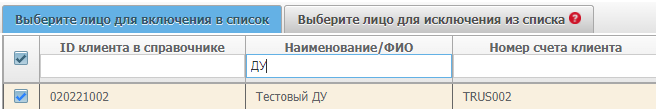 Выберите лицо для включения в список Выберите лицо для исключения из списка ?
ID клиента в справочнике Наименование/ФИО Номер счета клиента
ДУ
020221002 Тестовый ДУ TRUS002